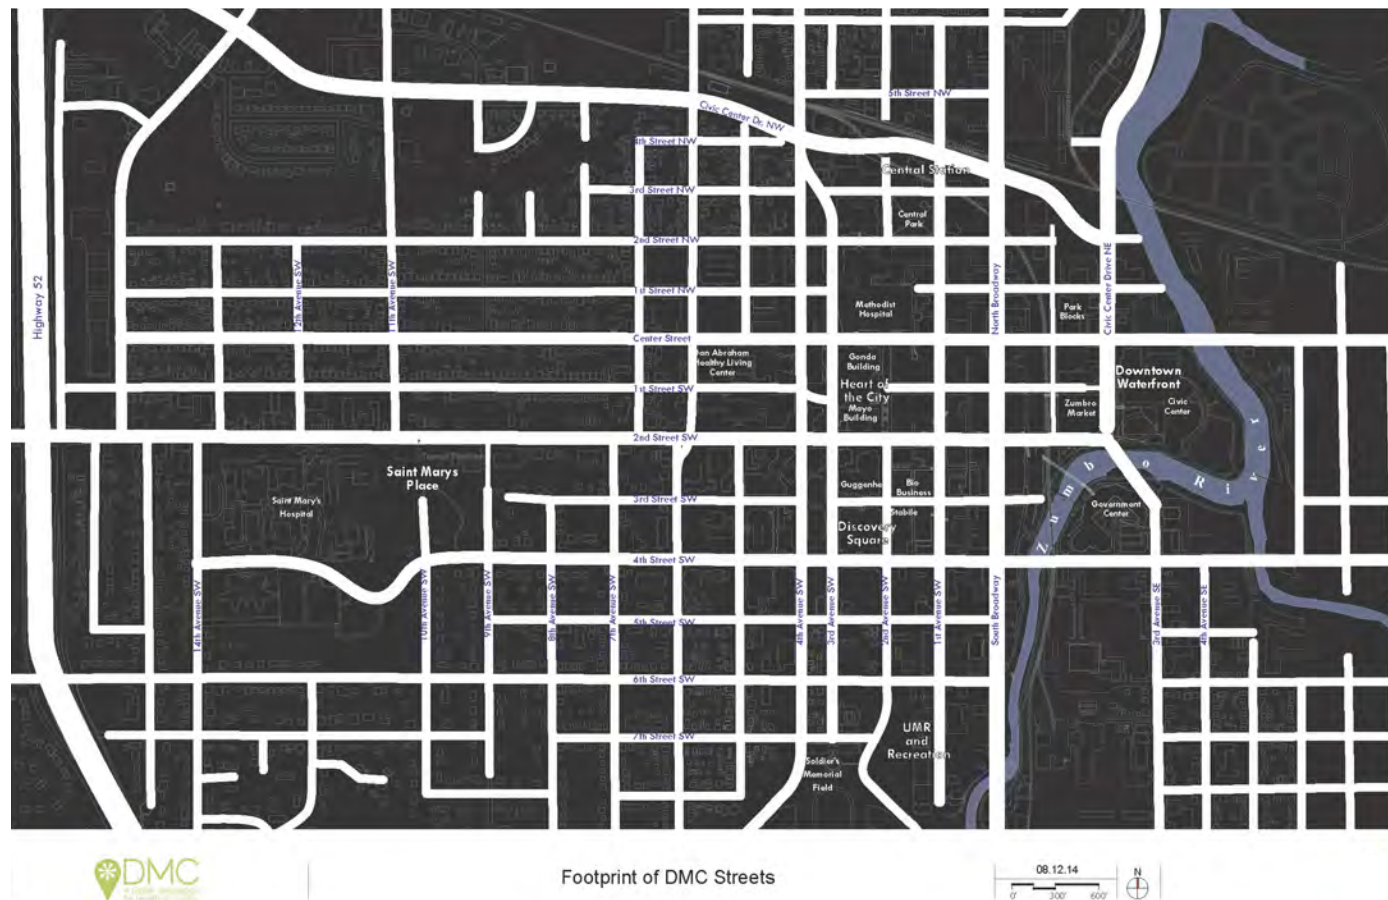 5th Street NW
Civic Center Dr. NW
4th Street NW
Central Station
3rd Street NW
Central
Park
2nd Street NW
Highway 52
12th Avenue SW
11th Avenue SW
North Broadway
Civic Center Drive NE
1st Street NW
Methodist
Hospital
Park
Blocks
Center Street
Dan Abraham
Healthy Living
Center
Gonda
Building
Downtown
Waterfront
1st Street SW
Heart of
the City
Mayo
Building
Zumbro
Market
Civic
Center
2nd Street SW
Saint Marys
Place
Saint Mary's
Hospital
Guggenhe
Bio
Business
Zumbro River
3rd Street SW
Stabile
Government
Center
Discovery
Square
4th Street SW
14th Avenue SW
10th Avenue SW
9th Avenue SW
8th Avenue SW
7th Avenue SW
4th Avenue SW
3rd Avenue SW
2nd Avenue SW
1st Avenue SW
South Broadway
3rd Avenue SE
4th Avenue SE
5th Street SW
6th Street SW
7th Street SW
UMR
and
Recreation
Soldier's
Memorial
Field
DMC
Footprint of DMC Streets
08.12.14
0' 300' 600'
N